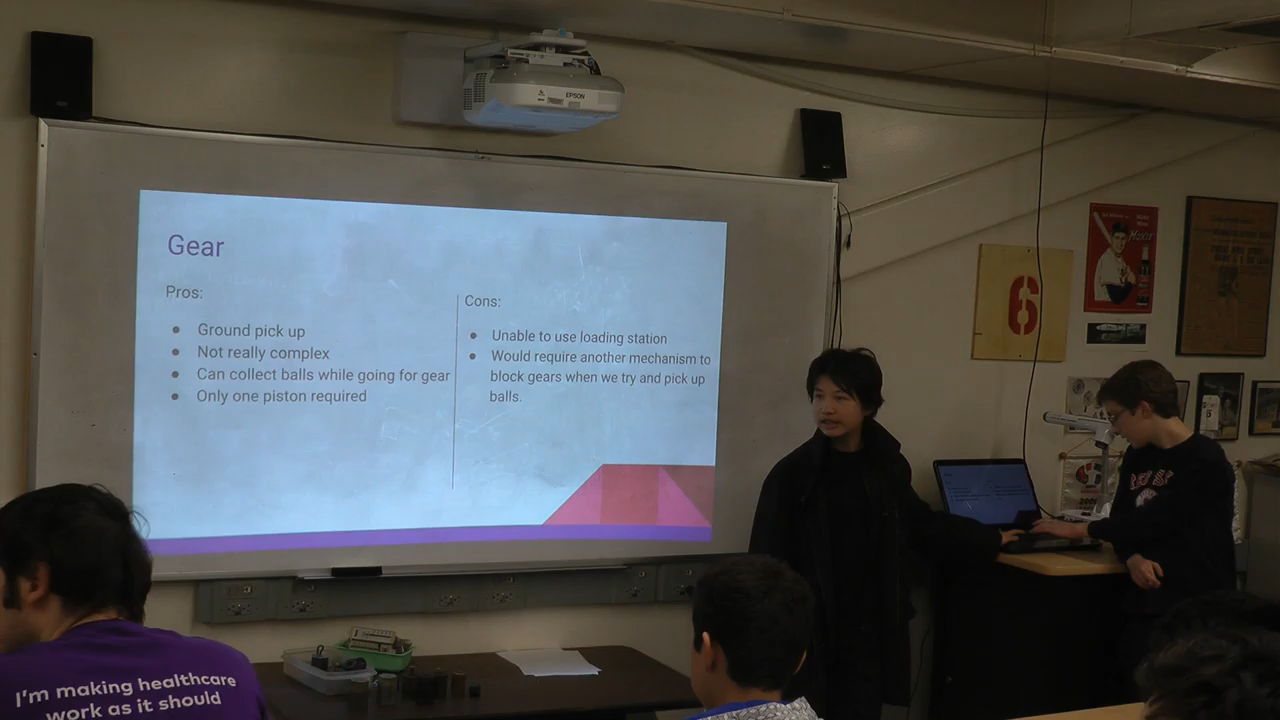 EPSON
Gear
Pros:
● Ground pick up
● Not really complex
● Can collect balls while going for gear
● Only one piston required
Cons:
● Unable to use loading station
● Would require another mechanism to
block gears when we try and pick up
balls.
6
Moxie
I'm making healthcare
work as it should